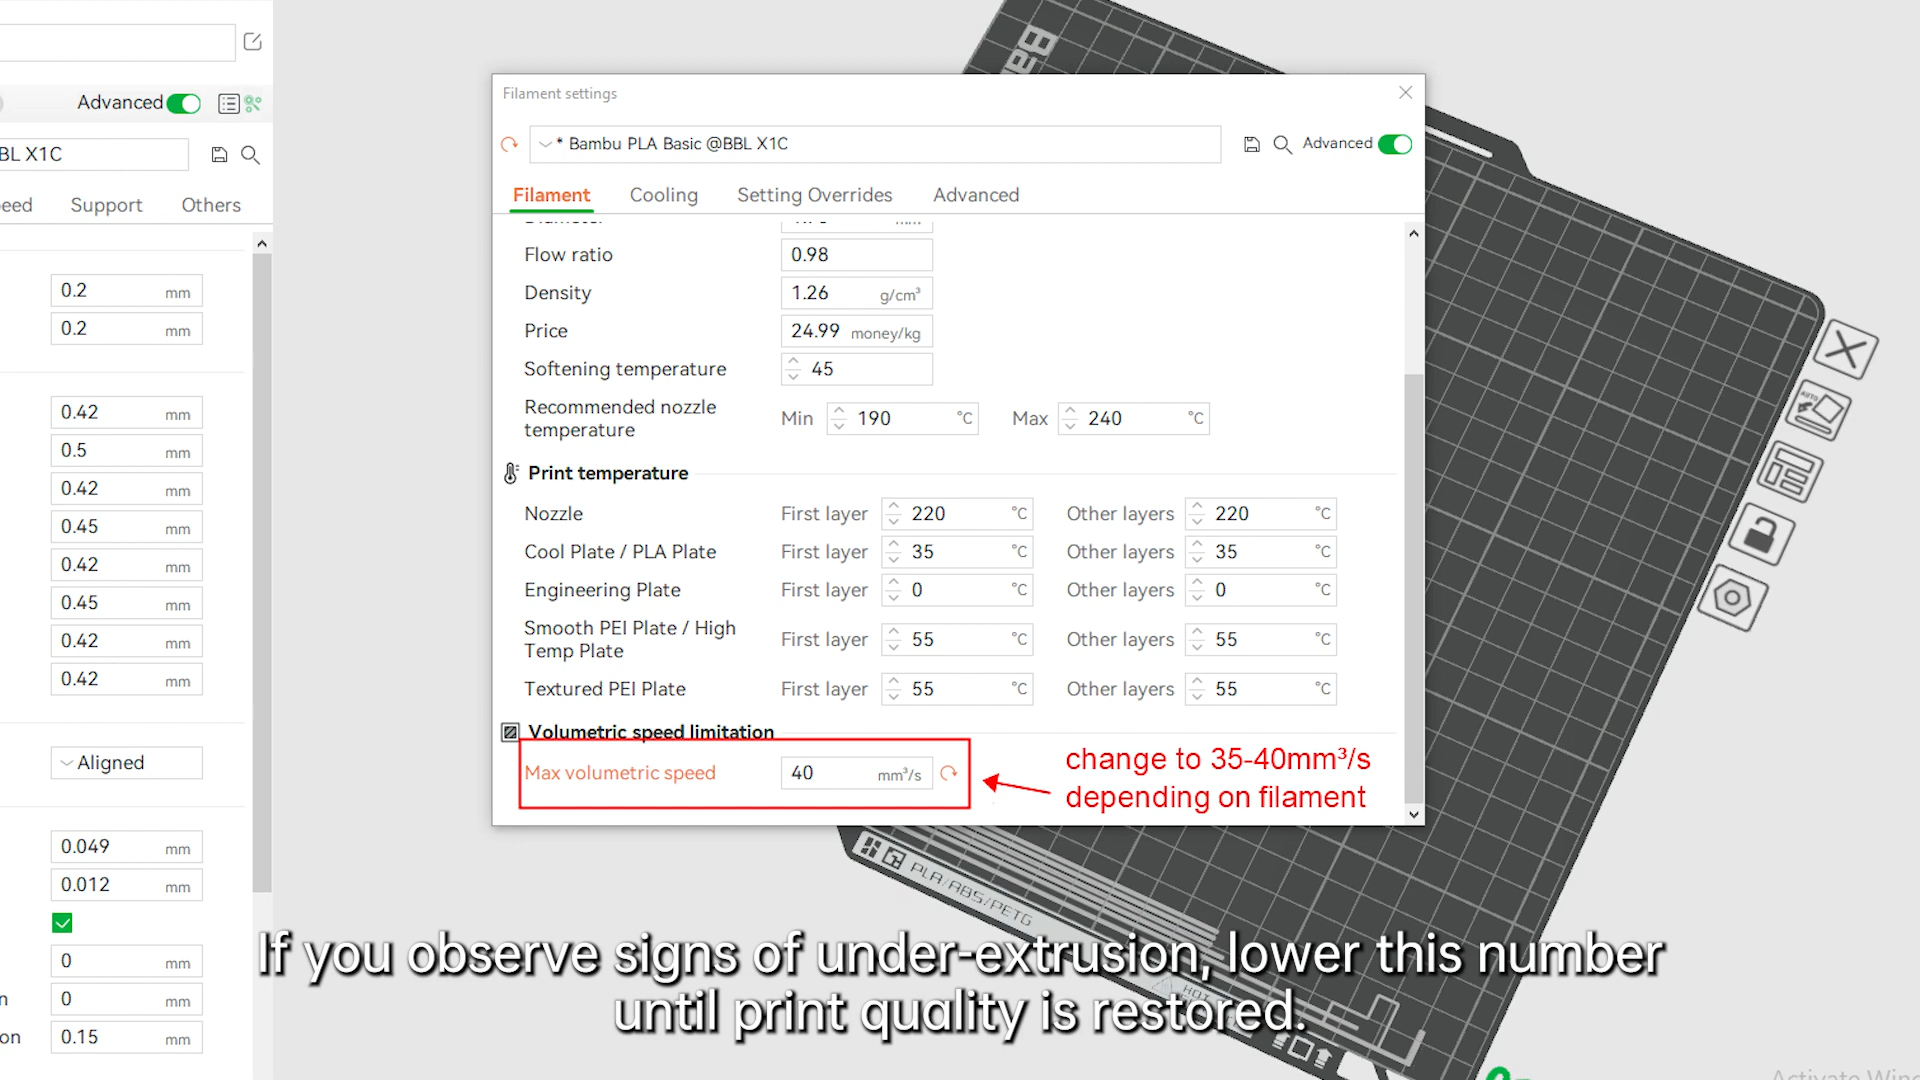 Advanced
BL X1C
eed Support Others
0.2 mm
0.2 mm
0.42 mm
0.5 mm
0.42 mm
0.45 mm
0.42 mm
0.45 mm
0.42 mm
0.42 mm
Aligned
0.049 mm
0.012 mm
0 mm
n 0 mm
on 0.15 mm
Filament settings
* Bambu PLA Basic @BBL X1C
Advanced
Filament Cooling Setting Overrides Advanced
Flow ratio 0.98
Density 1.26 g/cm³
Price 24.99 money/kg
Softening temperature 45
Recommended nozzle
temperature Min 190 °C Max 240 °C
Print temperature
Nozzle First layer 220 °C Other layers 220 °C
Cool Plate / PLA Plate First layer 35 °C Other layers 35 °C
Engineering Plate First layer 0 °C Other layers 0 °C
Smooth PEI Plate / High
Temp Plate First layer 55 °C Other layers 55 °C
Textured PEI Plate First layer 55 °C Other layers 55 °C
Volumetric speed limitation
Max volumetric speed 40 mm³/s
change to 35-40mm³/s
depending on filament
PLA/ABS/PETG
AUTO
HOT
If you observe signs of under-extrusion, lower this number
until print quality is restored.